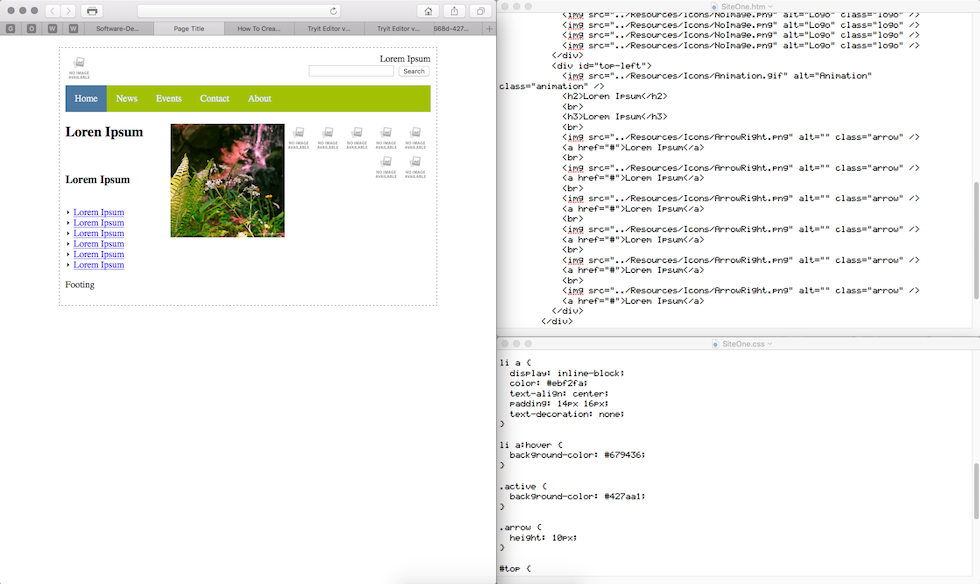 Software-De...
Page Title
How To Crea...
Tryit Editor v...
Tryit Editor v...
868d-427...
NO IMAGE
AVAILABLE
Lorem Ipsum
Search
Home News Events Contact About
Loren Ipsum
Lorem Ipsum
Lorem Ipsum
Lorem Ipsum
Lorem Ipsum
Lorem Ipsum
Lorem Ipsum
Lorem Ipsum
Footing
NO IMAGE NO IMAGE NO IMAGE NO IMAGE NO IMAGE
AVAILABLE AVAILABLE AVAILABLE AVAILABLE AVAILABLE
NO IMAGE NO IMAGE
AVAILABLE AVAILABLE
SiteOne.htm
<img src="../Resources/Icons/NoImage.png" alt="Logo" class="logo" />
<img src="../Resources/Icons/NoImage.png" alt="Logo" class="logo" />
<img src="../Resources/Icons/NoImage.png" alt="Logo" class="logo" />
<img src="../Resources/Icons/NoImage.png" alt="Logo" class="logo" />
</div>
<div id="top-left">
<img src="../Resources/Icons/Animation.gif" alt="Animation"
class="animation" />
<h2>Loren Ipsum</h2>
<br>
<h3>Lorem Ipsum</h3>
<br>
<img src="../Resources/Icons/ArrowRight.png" alt="" class="arrow" />
<a href="#">Lorem Ipsum</a>
<br>
<img src="../Resources/Icons/ArrowRight.png" alt="" class="arrow" />
<a href="#">Lorem Ipsum</a>
<br>
<img src="../Resources/Icons/ArrowRight.png" alt="" class="arrow" />
<a href="#">Lorem Ipsum</a>
<br>
<img src="../Resources/Icons/ArrowRight.png" alt="" class="arrow" />
<a href="#">Lorem Ipsum</a>
<br>
<img src="../Resources/Icons/ArrowRight.png" alt="" class="arrow" />
<a href="#">Lorem Ipsum</a>
<br>
<img src="../Resources/Icons/ArrowRight.png" alt="" class="arrow" />
<a href="#">Lorem Ipsum</a>
</div>
</div>
SiteOne.css
li a {
display: inline-block;
color: #ebf2fa;
text-align: center;
padding: 14px 16px;
text-decoration: none;
}
li a:hover {
background-color: #679436;
}
.active {
background-color: #427aa1;
}
.arrow {
height: 10px;
}
#top {